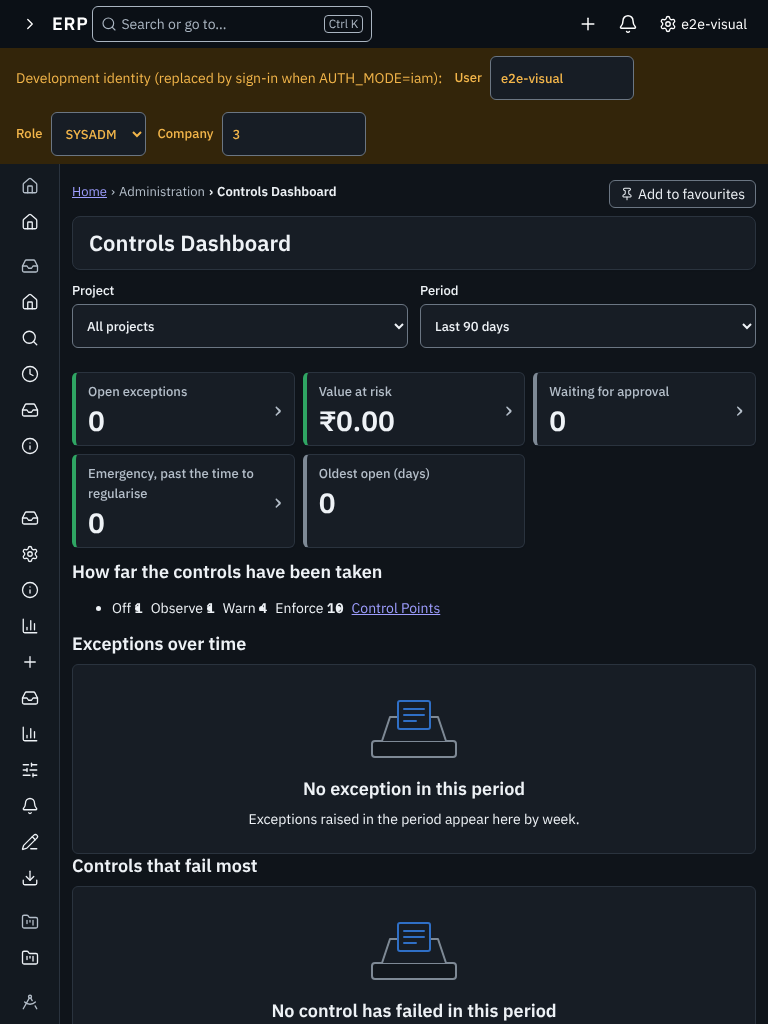 ERP Search or go to... Ctrl K e2e-visual
Development identity (replaced by sign-in when AUTH_MODE=iam): User e2e-visual
Role SYSADM Company 3
Home › Administration › Controls Dashboard
Add to favourites
Controls Dashboard
Project Period
All projects Last 90 days
Open exceptions Value at risk Waiting for approval
0 ₹0.00 0
Emergency, past the time to regularise Oldest open (days)
0 0
How far the controls have been taken
Off Observe Warn Enforce Control Points
Exceptions over time
No exception in this period
Exceptions raised in the period appear here by week.
Controls that fail most
No control has failed in this period